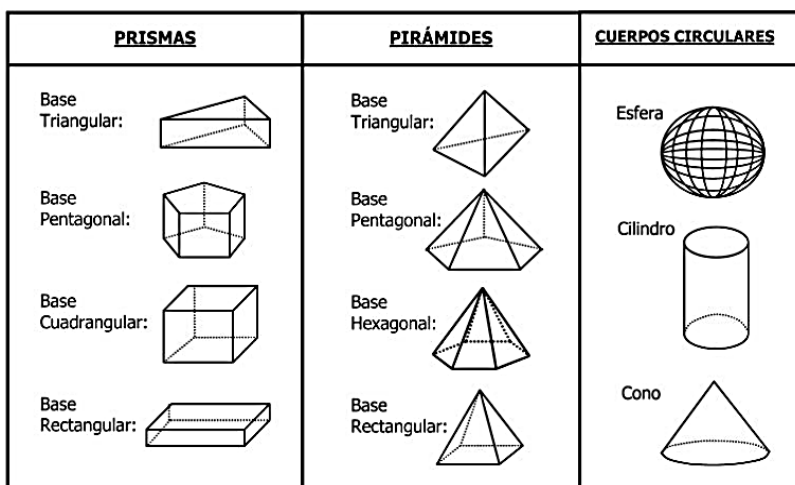 PRISMAS
Base
Triangular:
Base
Pentagonal:
Base
Cuadrangular:
Base
Rectangular:
PIRÁMIDES
Base
Triangular:
Base
Pentagonal:
Base
Hexagonal:
Base
Rectangular:
CUERPOS CIRCULARES
Esfera
Cilindro
Cono